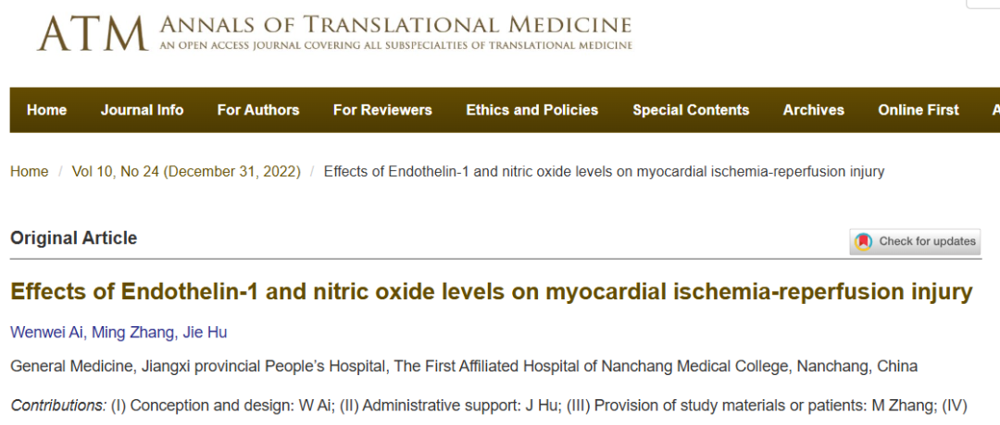 ATM ANNALS OF TRANSLATIONAL MEDICINE
AN OPEN ACCESS JOURNAL COVERING ALL SUBSPECIALTIES OF TRANSLATIONAL MEDICINE
Home Journal Info For Authors For Reviewers Ethics and Policies Special Contents Archives Online First A
Home / Vol 10, No 24 (December 31, 2022) / Effects of Endothelin-1 and nitric oxide levels on myocardial ischemia-reperfusion injury
Original Article
Check for updates
Effects of Endothelin-1 and nitric oxide levels on myocardial ischemia-reperfusion injury
Wenwei Ai, Ming Zhang, Jie Hu
General Medicine, Jiangxi provincial People's Hospital, The First Affiliated Hospital of Nanchang Medical College, Nanchang, China
Contributions: (I) Conception and design: W Ai; (II) Administrative support: J Hu; (III) Provision of study materials or patients: M Zhang; (IV)